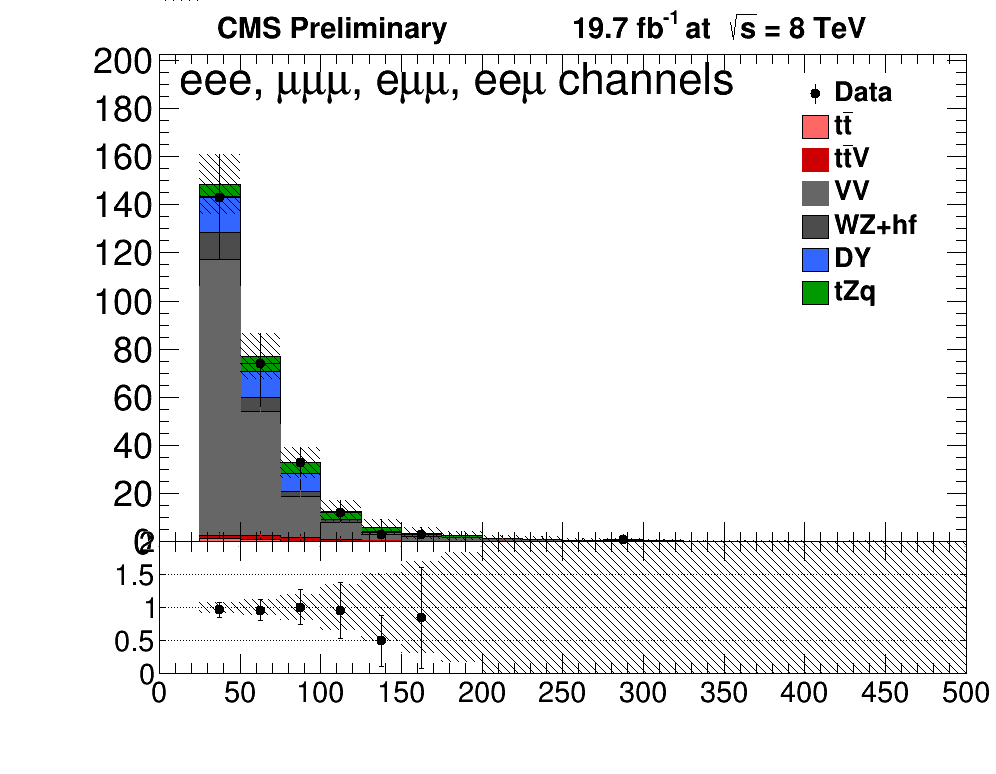 CMS Preliminary 19.7 fb⁻¹ at √s = 8 TeV
eee, μμμ, eμμ, eeμ channels
Data
tt̄
tt̄V
VV
WZ+hf
DY
tZq
200
180
160
140
120
100
80
60
40
20
0
2
1.5
1
0.5
0
0 50 100 150 200 250 300 350 400 450 500